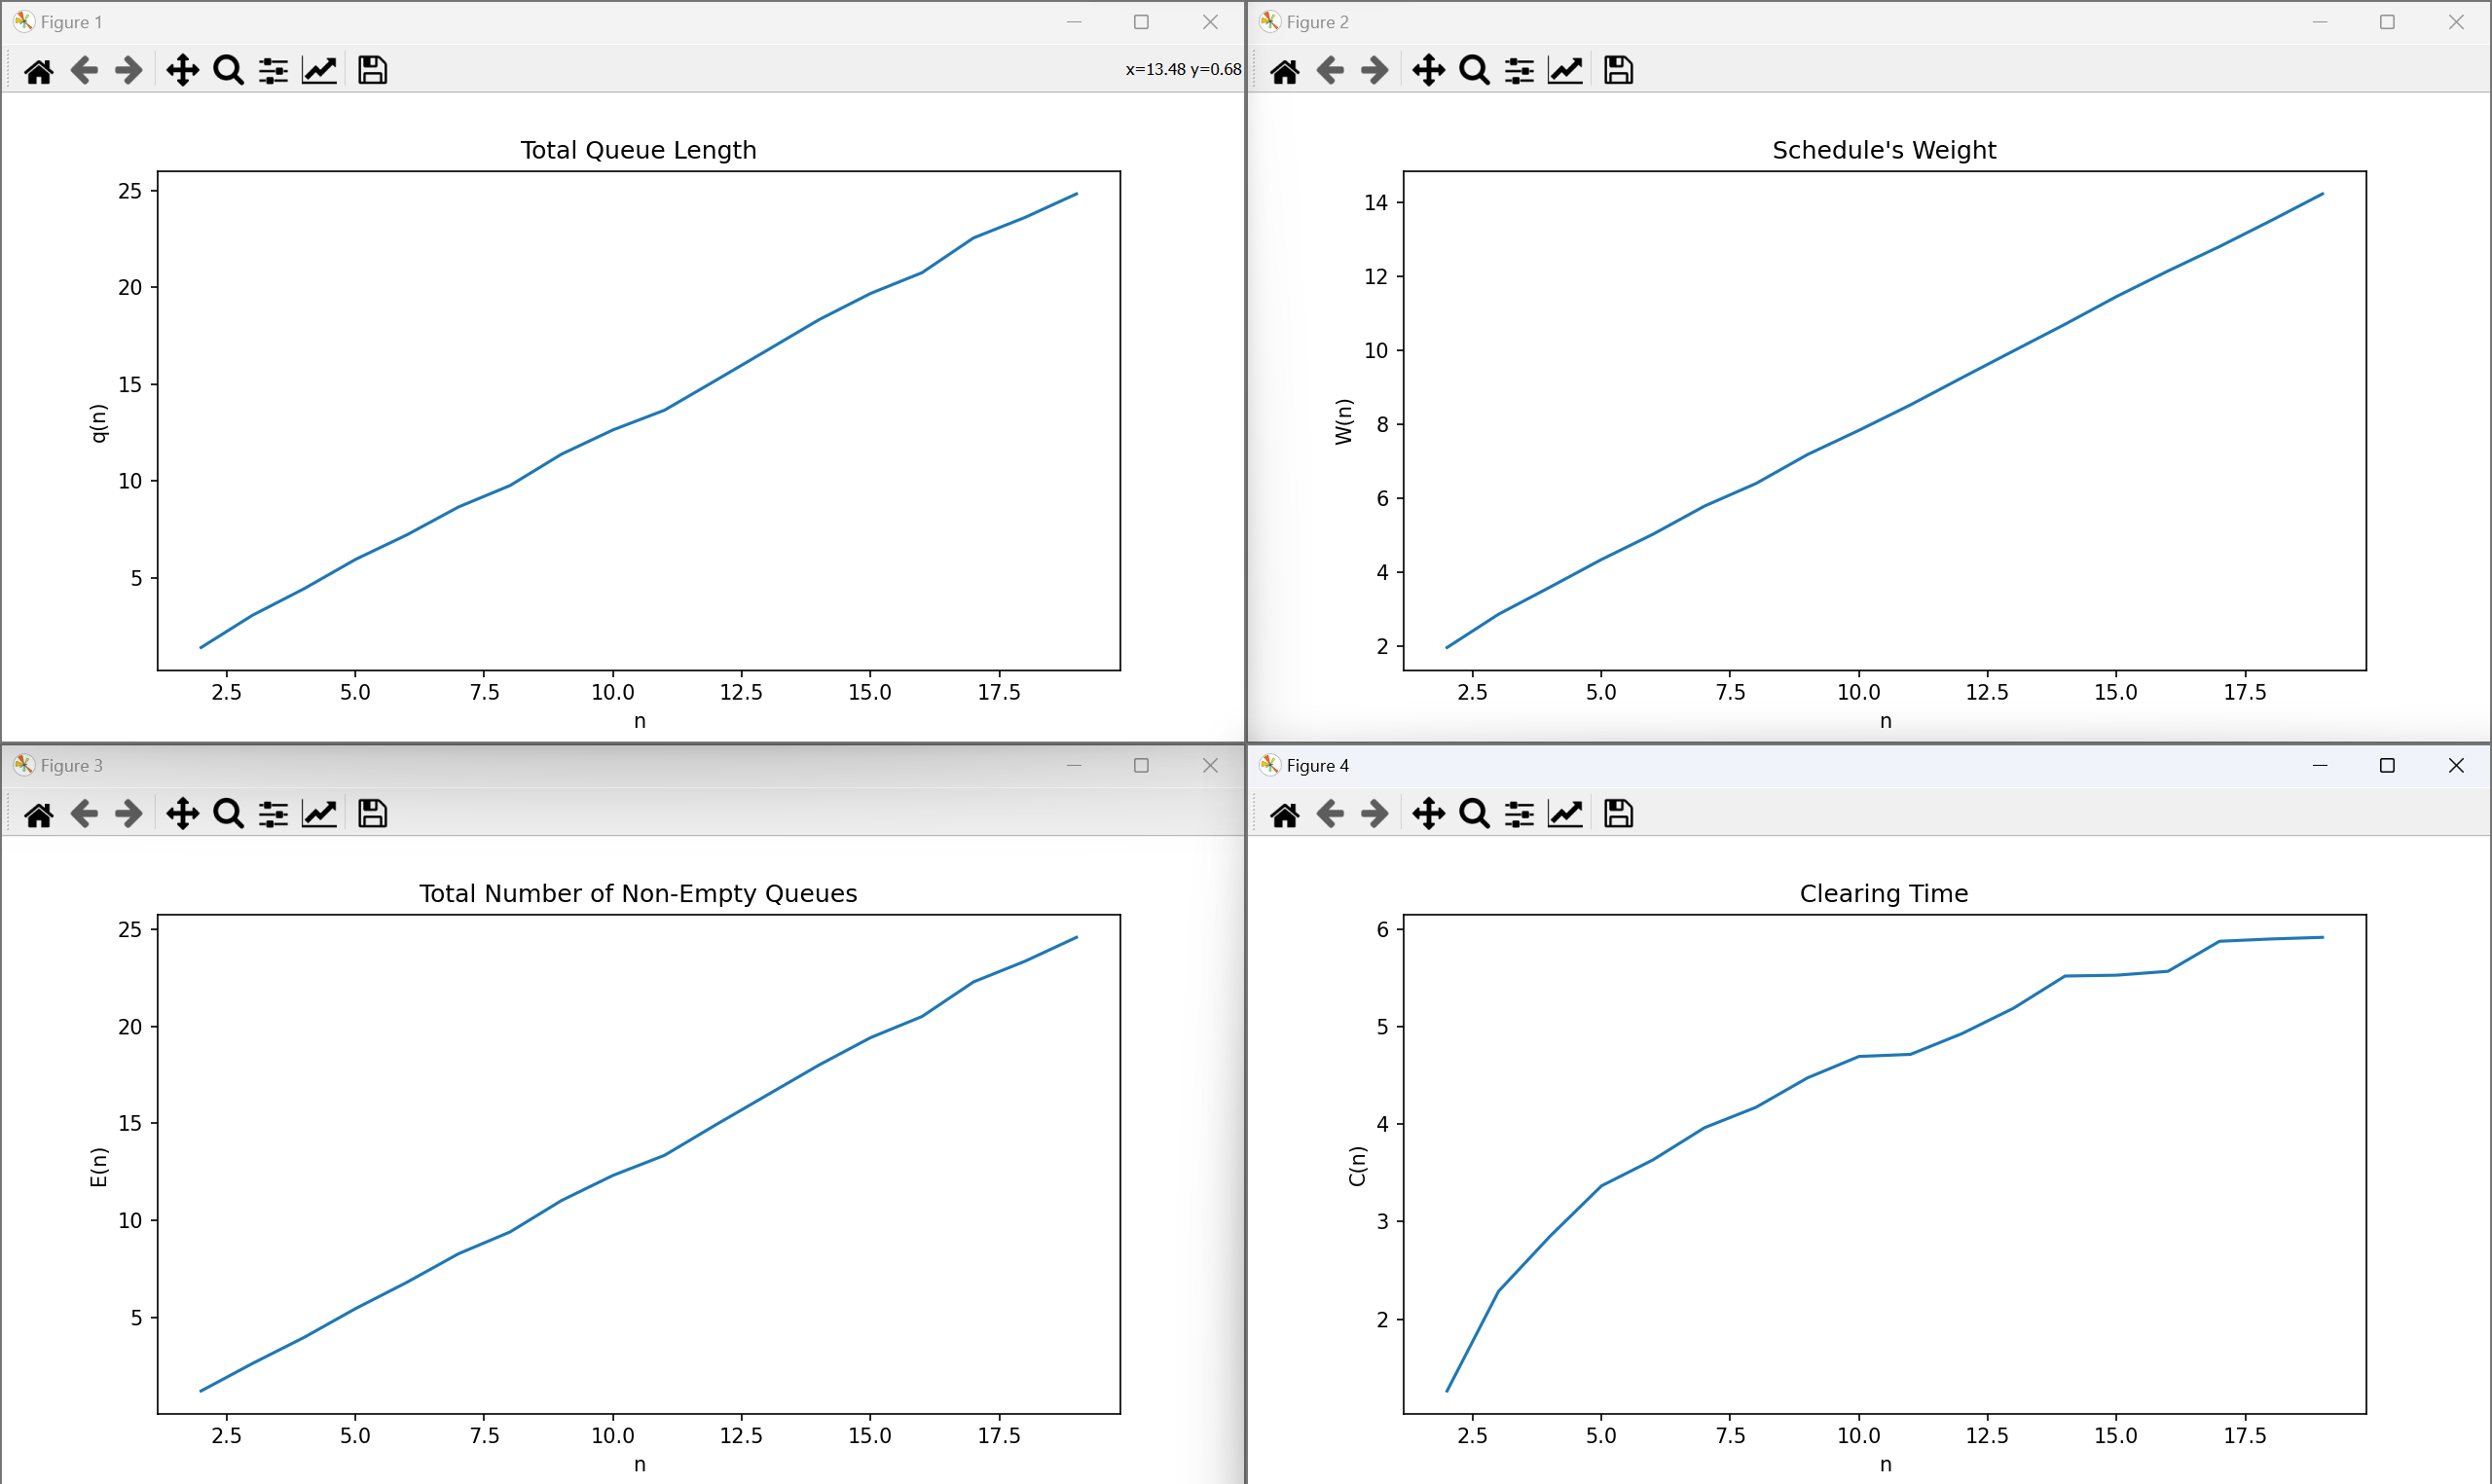 Figure 1
x=13.48 y=0.68
Total Queue Length
25
20
15
10
5
q(n)
2.5 5.0 7.5 10.0 12.5 15.0 17.5
n
Figure 2
Schedule's Weight
14
12
10
8
6
4
2
W(n)
2.5 5.0 7.5 10.0 12.5 15.0 17.5
n
Figure 3
Total Number of Non-Empty Queues
25
20
15
10
5
E(n)
2.5 5.0 7.5 10.0 12.5 15.0 17.5
n
Figure 4
Clearing Time
6
5
4
3
2
C(n)
2.5 5.0 7.5 10.0 12.5 15.0 17.5
n